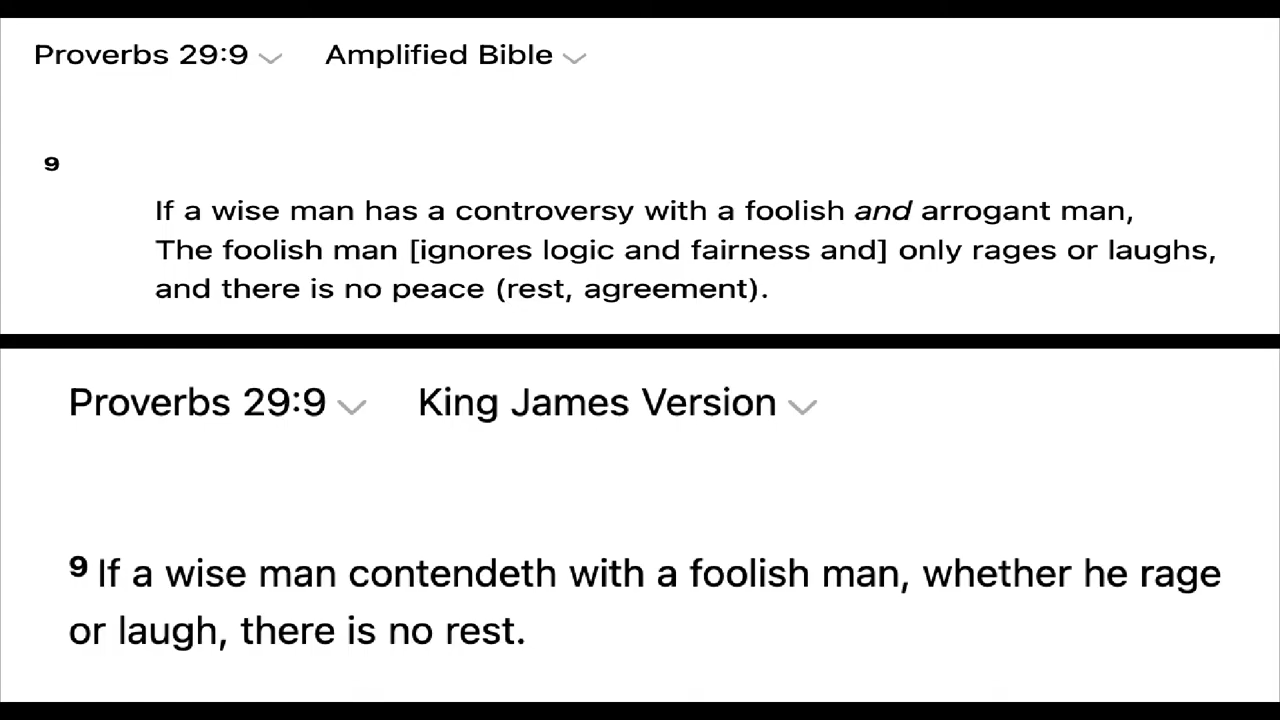 Proverbs 29:9 Amplified Bible
9
If a wise man has a controversy with a foolish and arrogant man,
The foolish man [ignores logic and fairness and] only rages or laughs,
and there is no peace (rest, agreement).
Proverbs 29:9 King James Version
9 If a wise man contendeth with a foolish man, whether he rage
or laugh, there is no rest.